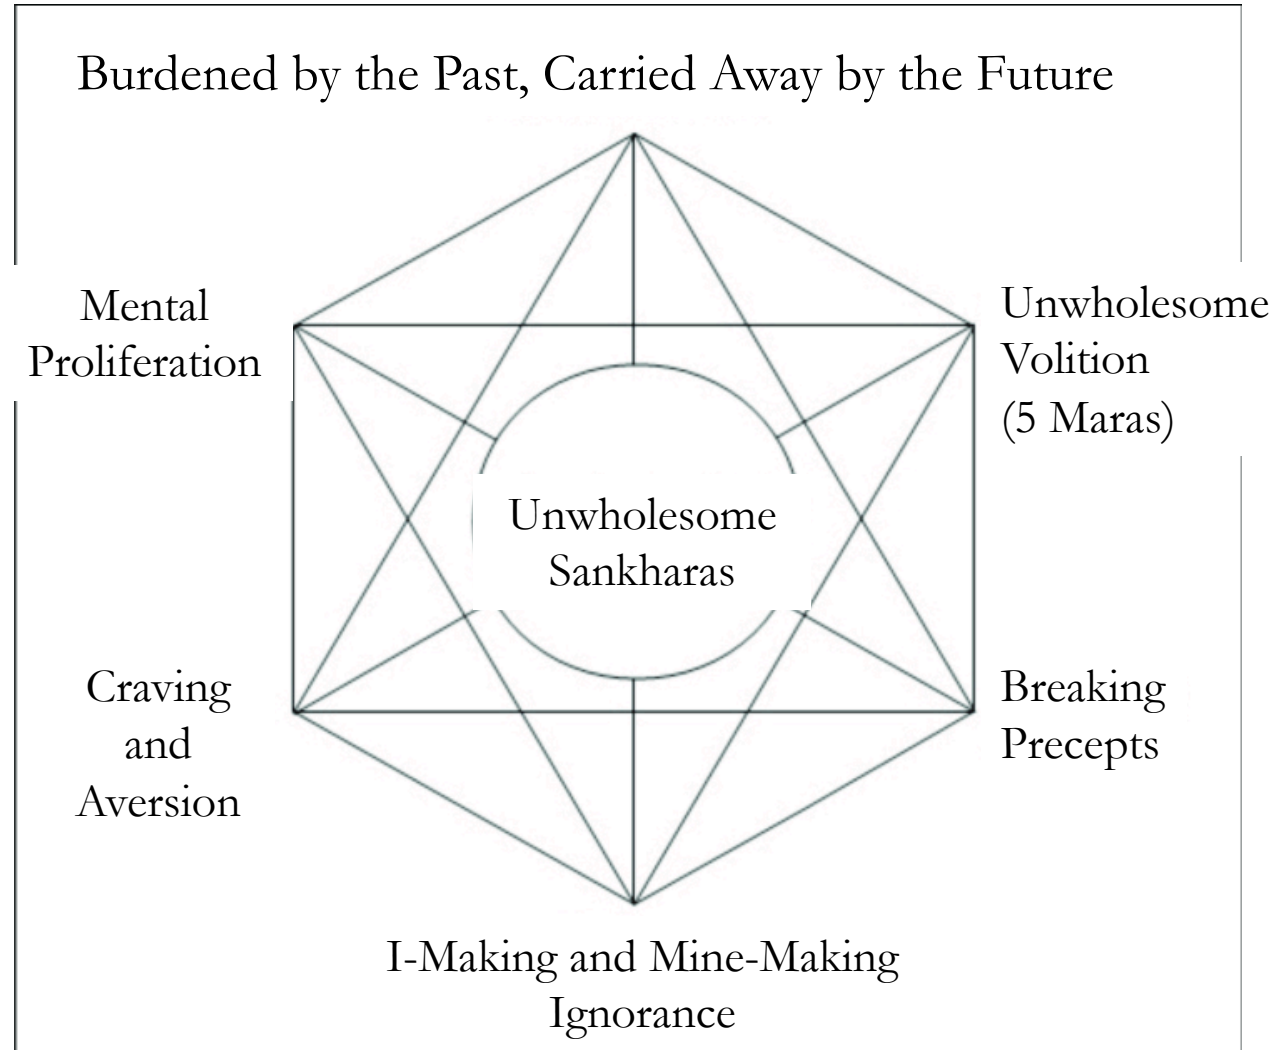 Burdened by the Past, Carried Away by the Future
Mental
Proliferation
Unwholesome
Volition
(5 Maras)
Unwholesome
Sankharas
Craving
and
Aversion
Breaking
Precepts
I-Making and Mine-Making
Ignorance